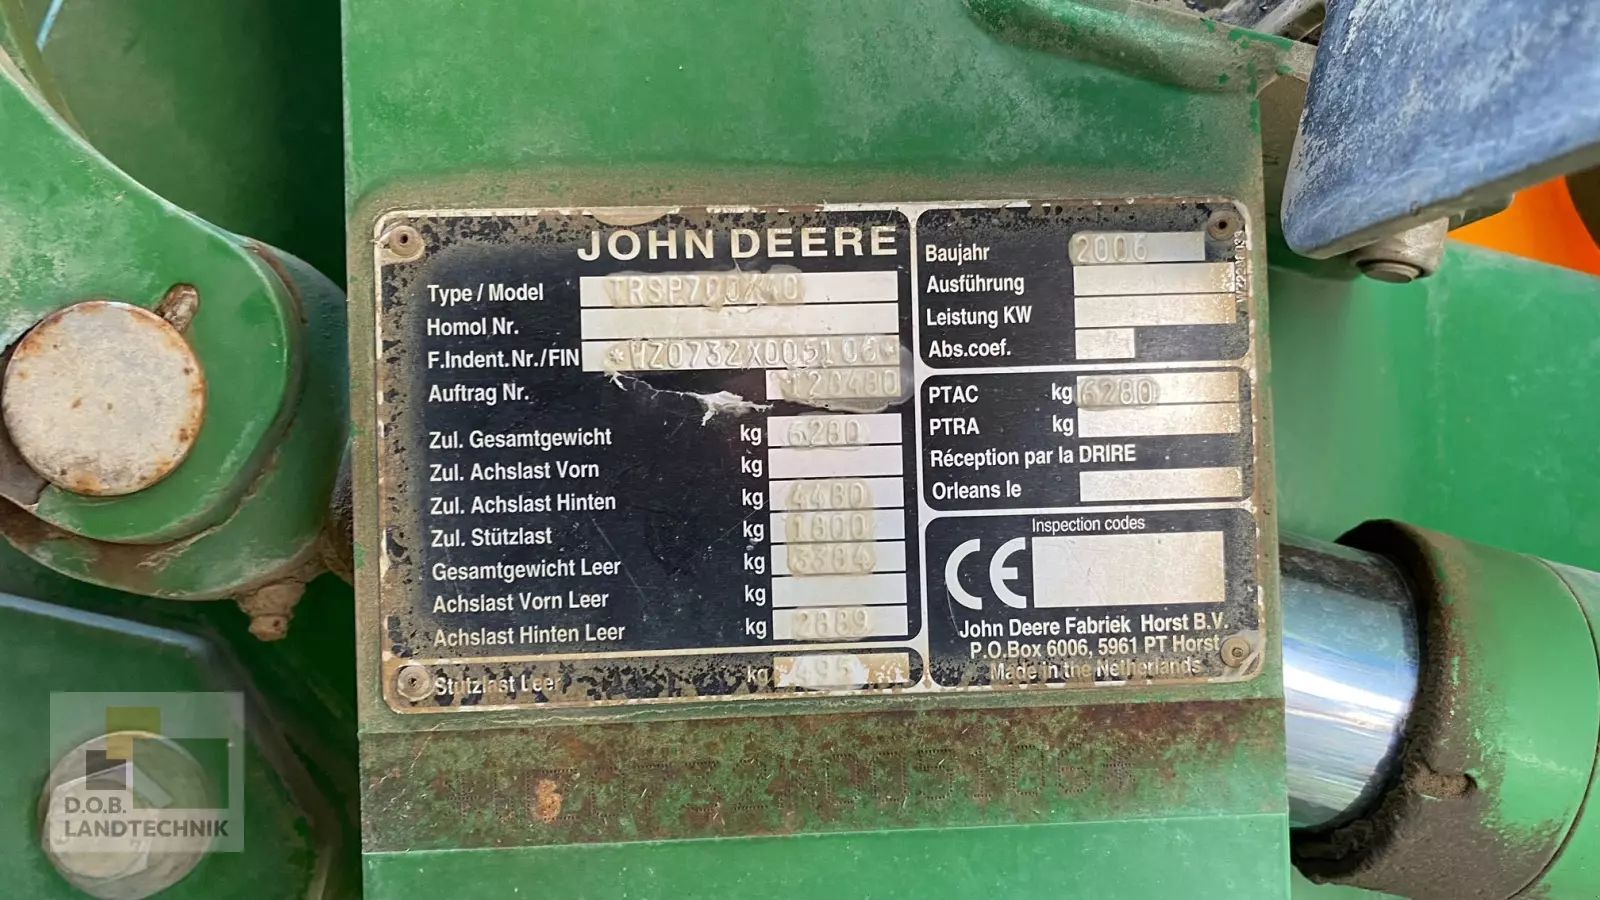 JOHN DEERE
Type / Model
Homol Nr.
F.Indent.Nr./FIN *HZ0732X005106*
Auftrag Nr.
Zul. Gesamtgewicht kg 6280
Zul. Achslast Vorn kg
Zul. Achslast Hinten kg 4480
Zul. Stützlast kg 1800
Gesamtgewicht Leer kg 3384
Achslast Vorn Leer kg
Achslast Hinten Leer kg 2889
Stützlast Leer kg 495
Baujahr 2006
Ausführung
Leistung KW
Abs.coef.
PTAC kg 6280
PTRA kg
Réception par la DRIRE
Orleans le
Inspection codes
CE
John Deere Fabriek Horst B.V.
P.O.Box 6006, 5961 PT Horst
Made in the Netherlands
D.O.B.
LANDTECHNIK